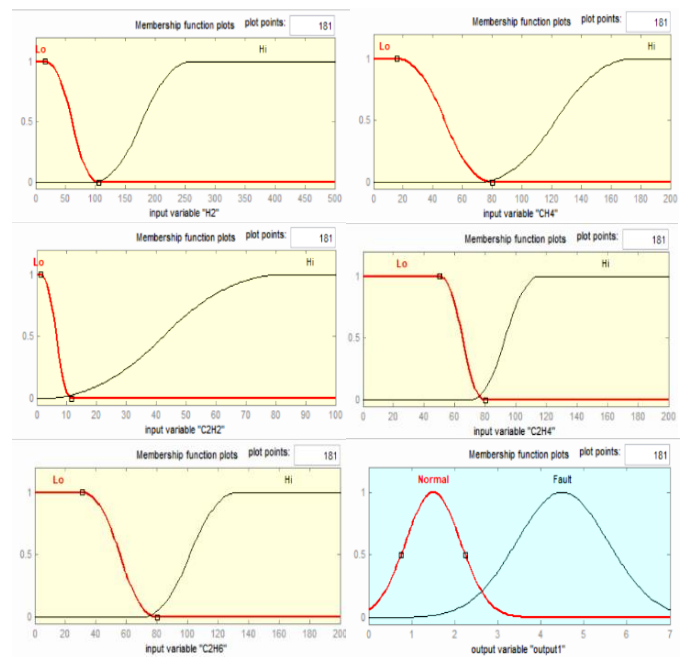 Membership function plots plot points: 181
Lo Hi
1
0.5
0
0 50 100 150 200 250 300 350 400 450 500
input variable "H2"
Membership function plots plot points: 181
Lo Hi
1
0.5
0
0 20 40 60 80 100 120 140 160 180 200
input variable "CH4"
Membership function plots plot points: 181
Lo Hi
1
0.5
0
0 10 20 30 40 50 60 70 80 90 100
input variable "C2H2"
Membership function plots plot points: 181
Lo Hi
1
0.5
0
0 20 40 60 80 100 120 140 160 180 200
input variable "C2H4"
Membership function plots plot points: 181
Lo Hi
1
0.5
0
0 20 40 60 80 100 120 140 160 180 200
input variable "C2H6"
Membership function plots plot points: 181
Normal Fault
1
0.5
0
0 1 2 3 4 5 6 7
output variable "output1"